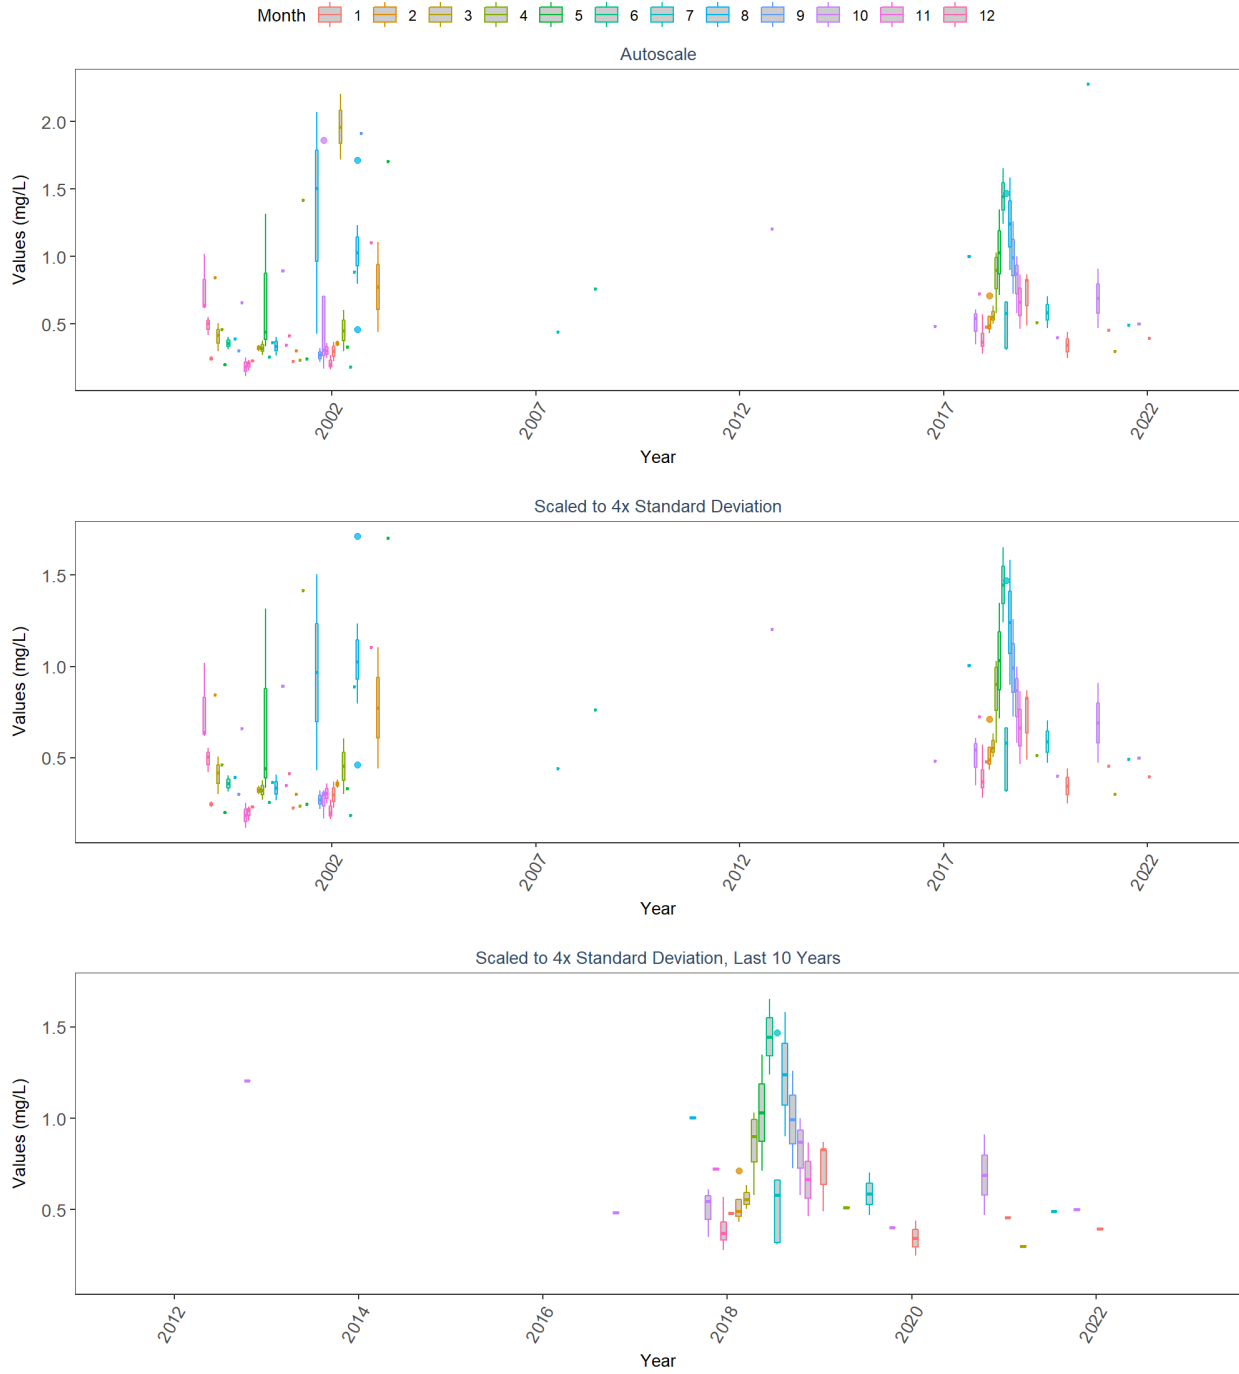 Month 1 2 3 4 5 6 7 8 9 10 11 12
Autoscale
Values (mg/L)
2.0
1.5
1.0
0.5
2002 2007 2012 2017 2022
Year
Scaled to 4x Standard Deviation
Values (mg/L)
1.5
1.0
0.5
2002 2007 2012 2017 2022
Year
Scaled to 4x Standard Deviation, Last 10 Years
Values (mg/L)
1.5
1.0
0.5
2012 2014 2016 2018 2020 2022
Year